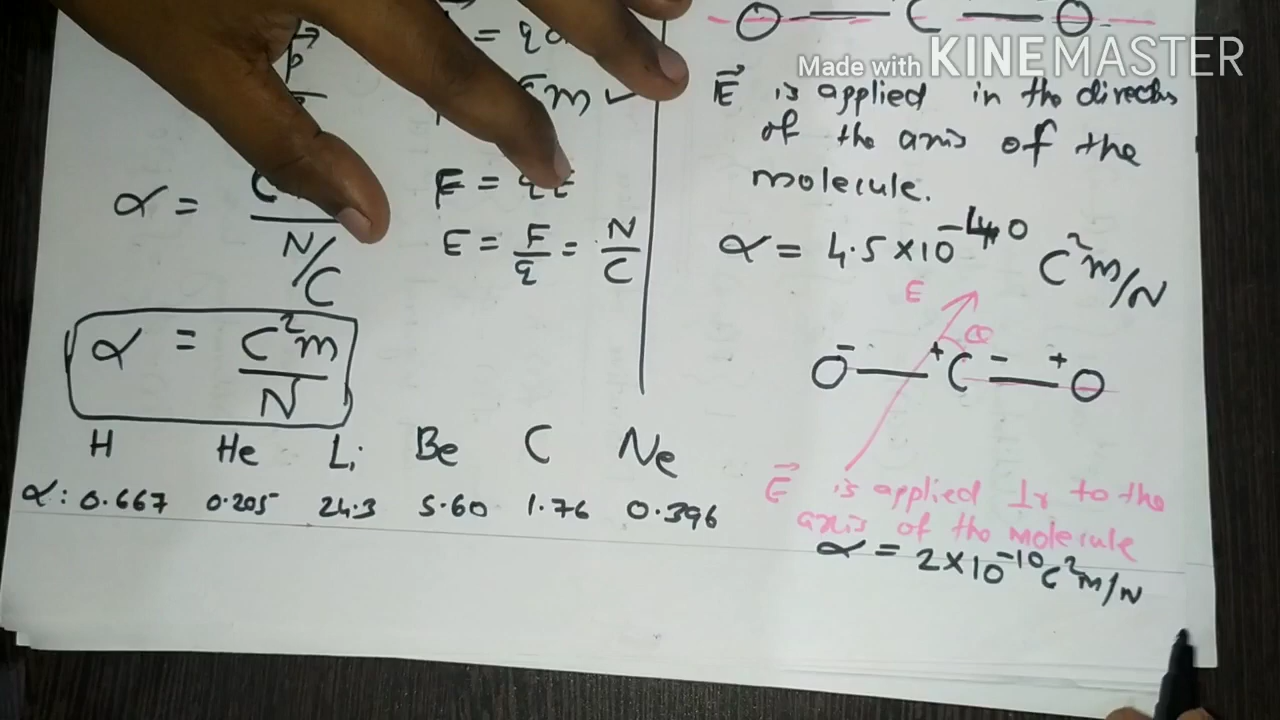 O — C — O
Made with KINEMASTER
E⃗ is applied in the
of the axis of the
molecule.
α = 4.5×10⁻⁴⁰ C²m/N
E
O⁻ — ⁺C⁻ — ⁺O
E⃗ is applied ⊥r to the
axis of the molecule
α = 2×10⁻¹⁰ C²m/N
p⃗
m ✓
α =
N/C
F =
E = F/q = N/C
α = C²m/N
H He Li Be C Ne
α: 0.667 0.205 24.3 5.60 1.76 0.396